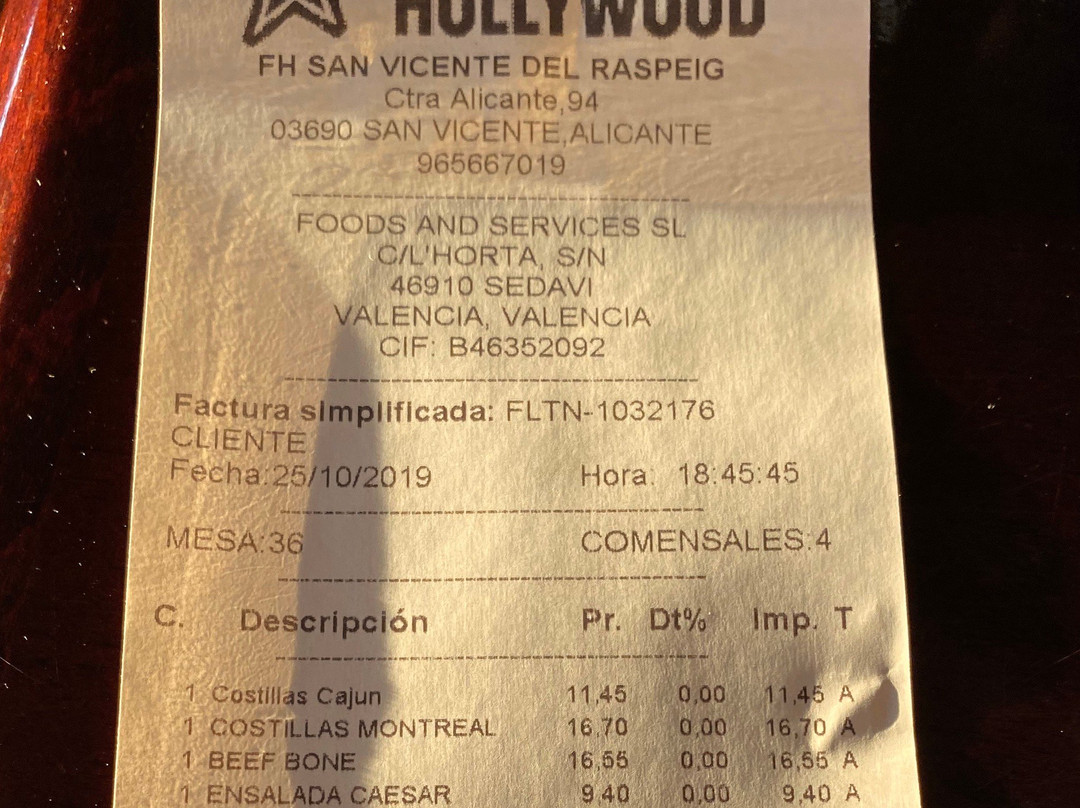 HOLLYWOOD
FH SAN VICENTE DEL RASPEIG
Ctra Alicante,94
03690 SAN VICENTE,ALICANTE
965667019
FOODS AND SERVICES SL
C/L'HORTA, S/N
46910 SEDAVI
VALENCIA, VALENCIA
CIF: B46352092
Factura simplificada: FLTN-1032176
CLIENTE
Fecha:25/10/2019 Hora: 18:45:45
MESA:36 COMENSALES:4
C. Descripción Pr. Dt% Imp. T
1 Costillas Cajun 11,45 0,00 11,45 A
1 COSTILLAS MONTREAL 16,70 0,00 16,70 A
1 BEEF BONE 16,55 0,00 16,55 A
1 ENSALADA CAESAR 9,40 0,00 9,40 A